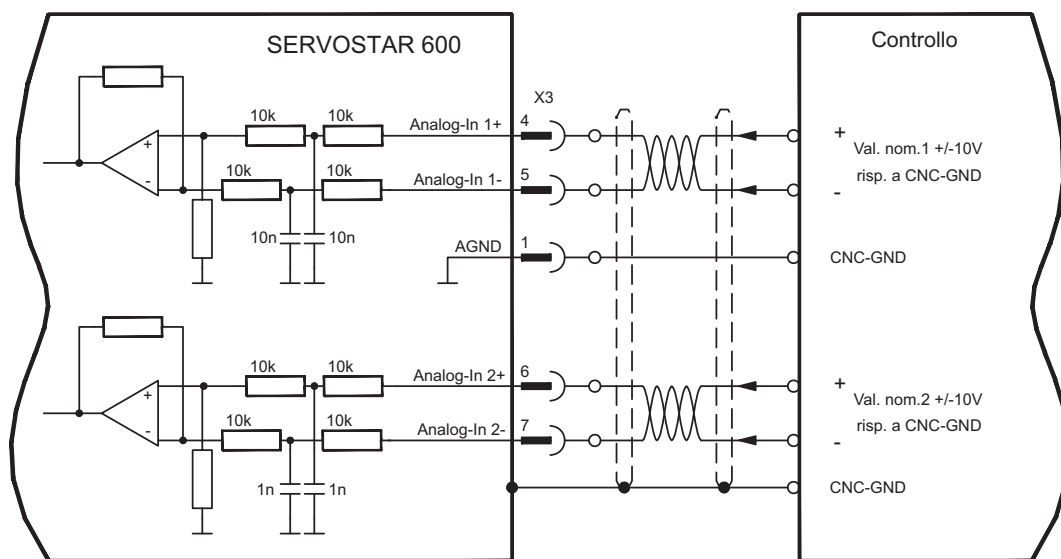 SERVOSTAR 600
Controllo
X3
10k
10k
Analog-In 1+
4
+
+
Val. nom.1 +/-10V
-
10k
10k
Analog-In 1-
5
risp. a CNC-GND
-
10n
10n
AGND
1
CNC-GND
10k
10k
Analog-In 2+
6
+
+
Val. nom.2 +/-10V
-
10k
10k
Analog-In 2-
7
risp. a CNC-GND
-
1n
1n
CNC-GND